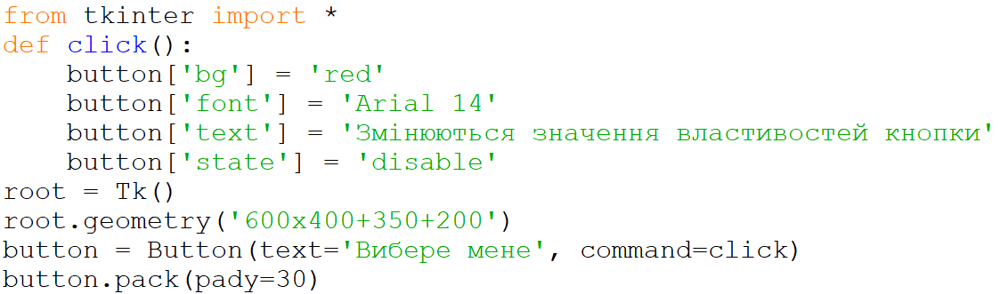 from tkinter import *
def click():
    button['bg'] = 'red'
    button['font'] = 'Arial 14'
    button['text'] = 'Змінюються значення властивостей кнопки'
    button['state'] = 'disable'
root = Tk()
root.geometry('600x400+350+200')
button = Button(text='Вибере мене', command=click)
button.pack(pady=30)